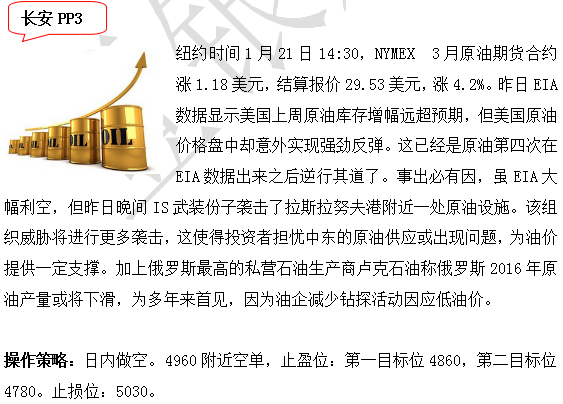 长安 PP3
纽约时间 1 月 21 日 14:30，NYMEX 3 月原油期货合约
涨 1.18 美元，结算报价 29.53 美元，涨 4.2%。昨日 EIA
数据显示美国上周原油库存增幅远超预期，但美国原油
价格盘中却意外实现强劲反弹。这已经是原油第四次在
EIA 数据出来之后逆行其道了。事出必有因，虽 EIA 大
幅利空，但昨日晚间 IS 武装份子袭击了拉斯拉努夫港附近一处原油设施。该组
织威胁将进行更多袭击，这使得投资者担忧中东的原油供应或出现问题，为油价
提供一定支撑。加上俄罗斯最高的私营石油生产商卢克石油称俄罗斯 2016 年原
油产量或将下滑，为多年来首见，因为油企减少钻探活动因应低油价。
操作策略：日内做空。4960 附近空单，止盈位：第一目标位 4860，第二目标位
4780。止损位：5030。
OIL
OIL
OIL